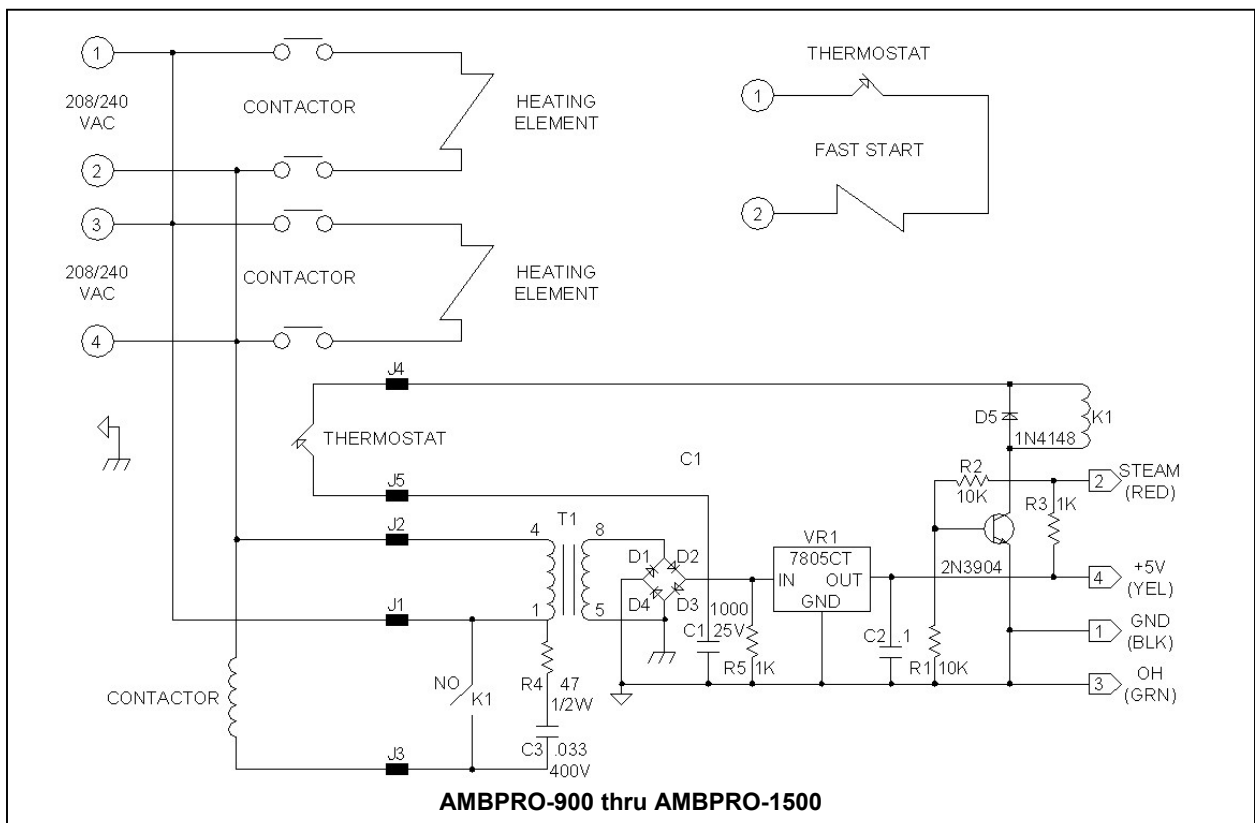 1
208/240
VAC
2
CONTACTOR
HEATING
ELEMENT
3
208/240
VAC
4
CONTACTOR
HEATING
ELEMENT
THERMOSTAT
1
FAST START
2
J4
THERMOSTAT
J5
J2
J1
CONTACTOR
J3
NO
K1
4
T1
8
1
5
R4
47
1/2W
C3
.033
400V
D1
D2
D4
D3
C1
1000
C1
25V
R5
1K
VR1
7805CT
IN
OUT
GND
C2
.1
R1
10K
D5
K1
1N4148
R2
10K
R3
1K
2N3904
2
STEAM
(RED)
4
+5V
(YEL)
1
GND
(BLK)
3
OH
(GRN)
AMBPRO-900 thru AMBPRO-1500